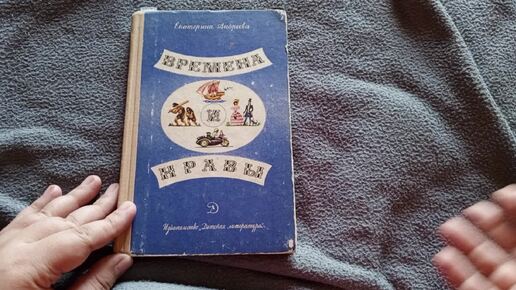 Екатерина Андреева
ВРЕМЕНА
И
НРАВЫ
Д
Издательство „Детская литература"